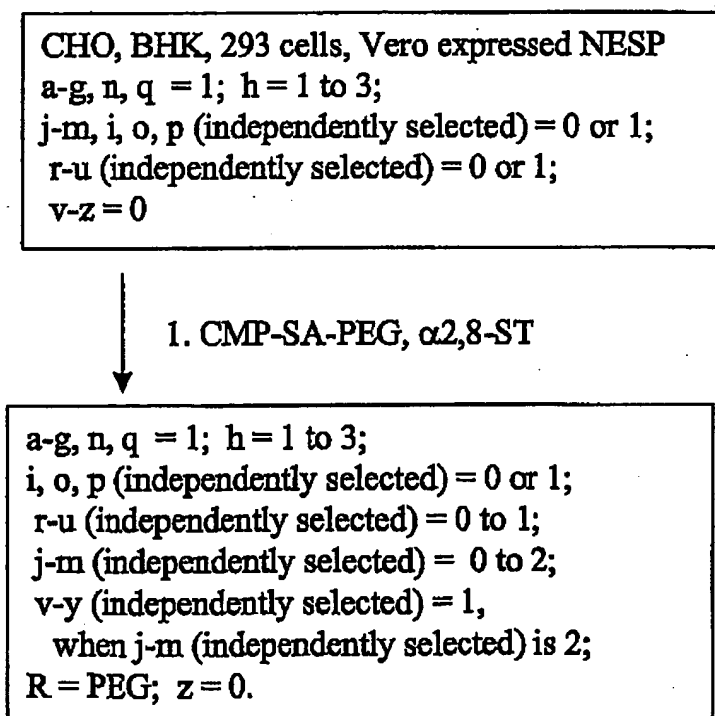 CHO, BHK, 293 cells, Vero expressed NESP
a-g, n, q = 1; h = 1 to 3;
j-m, i, o, p (independently selected) = 0 or 1;
r-u (independently selected) = 0 or 1;
v-z = 0
1. CMP-SA-PEG, α2,8-ST
a-g, n, q = 1; h = 1 to 3;
i, o, p (independently selected) = 0 or 1;
r-u (independently selected) = 0 to 1;
j-m (independently selected) = 0 to 2;
v-y (independently selected) = 1,
when j-m (independently selected) is 2;
R = PEG; z = 0.